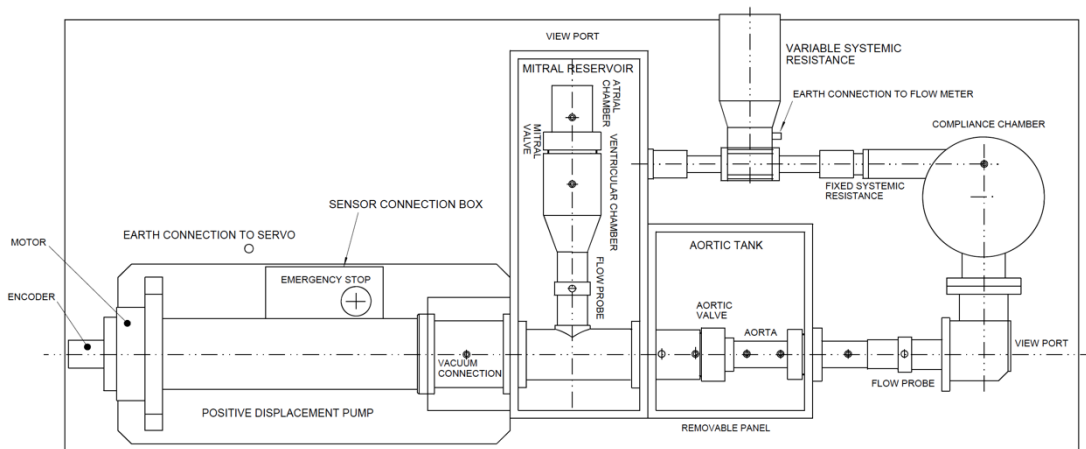 VIEW PORT
MITRAL RESERVOIR
ATRIAL
CHAMBER
MITRAL
VALVE
VENTRICULAR CHAMBER
FLOW PROBE
VARIABLE SYSTEMIC
RESISTANCE
EARTH CONNECTION TO FLOW METER
COMPLIANCE CHAMBER
FIXED SYSTEMIC
RESISTANCE
SENSOR CONNECTION BOX
EARTH CONNECTION TO SERVO
MOTOR
ENCODER
EMERGENCY STOP
AORTIC TANK
AORTIC
VALVE
AORTA
VACUUM
CONNECTION
VIEW PORT
FLOW PROBE
POSITIVE DISPLACEMENT PUMP
REMOVABLE PANEL